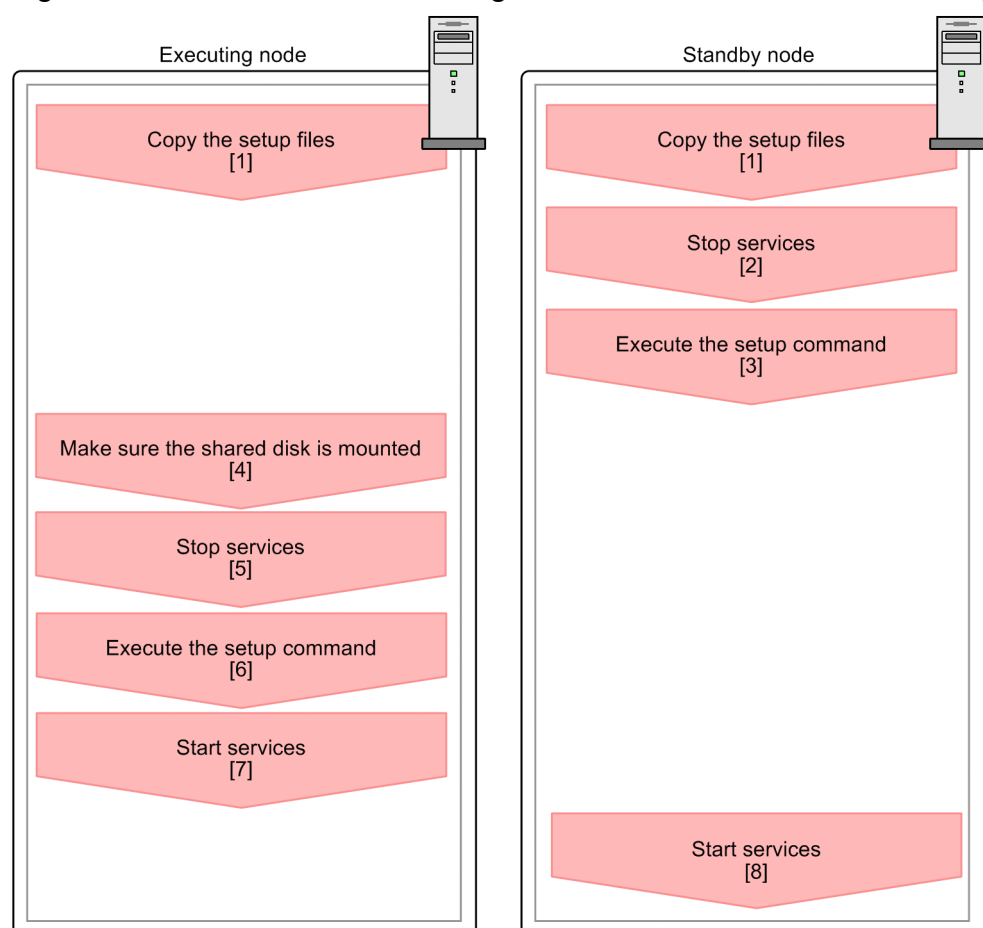 Executing node
Copy the setup files
[1]
Make sure the shared disk is mounted
[4]
Stop services
[5]
Execute the setup command
[6]
Start services
[7]
Standby node
Copy the setup files
[1]
Stop services
[2]
Execute the setup command
[3]
Start services
[8]